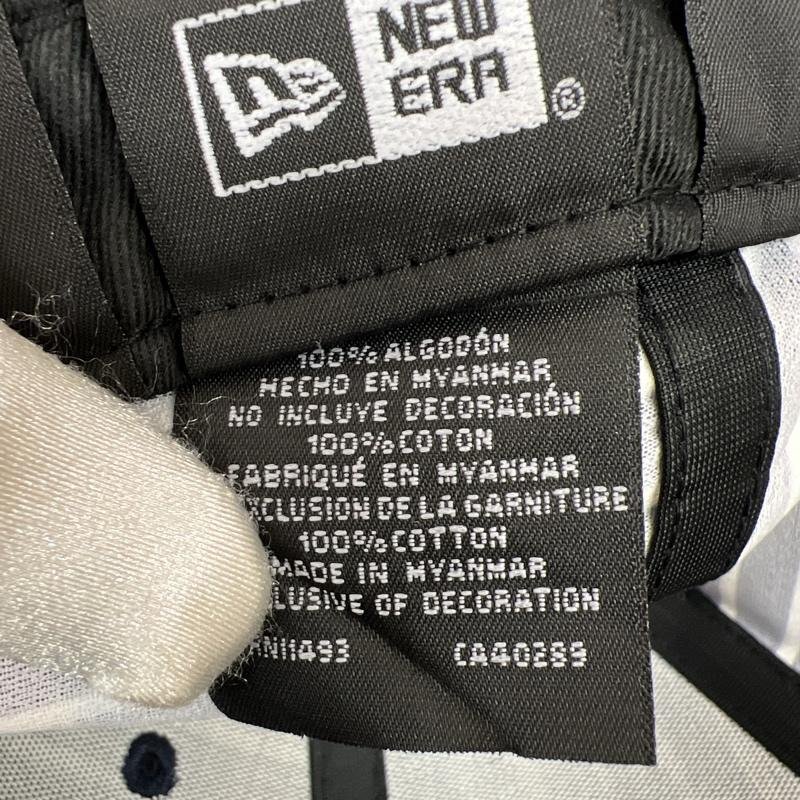 NEW
ERA
®
100% ALGODÓN
HECHO EN MYANMAR
NO INCLUYE DECORACIÓN
100% COTON
FABRIQUÉ EN MYANMAR
DE LA GARNITURE
100% COTTON
MADE IN MYANMAR
OF DECORATION
CA40289